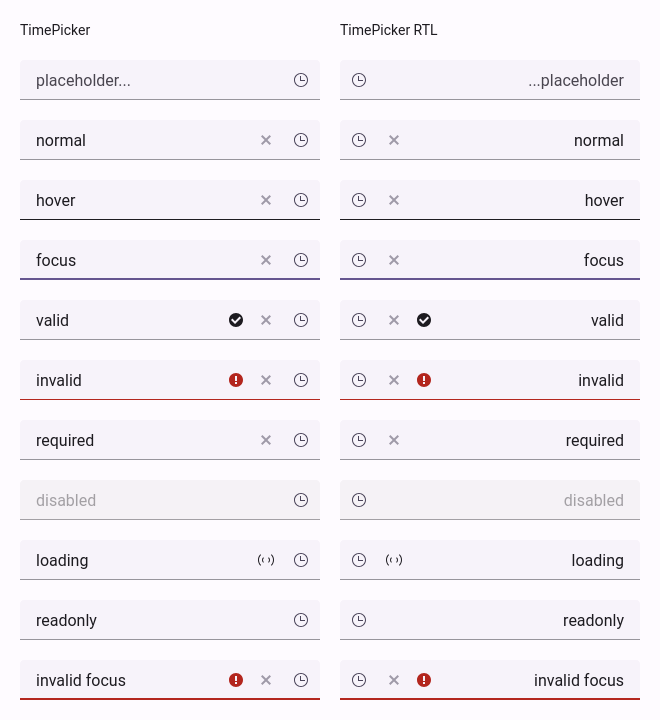 TimePicker
TimePicker RTL
placeholder...
...placeholder
normal
normal
hover
hover
focus
focus
valid
valid
invalid
invalid
required
required
disabled
disabled
loading
loading
readonly
readonly
invalid focus
invalid focus